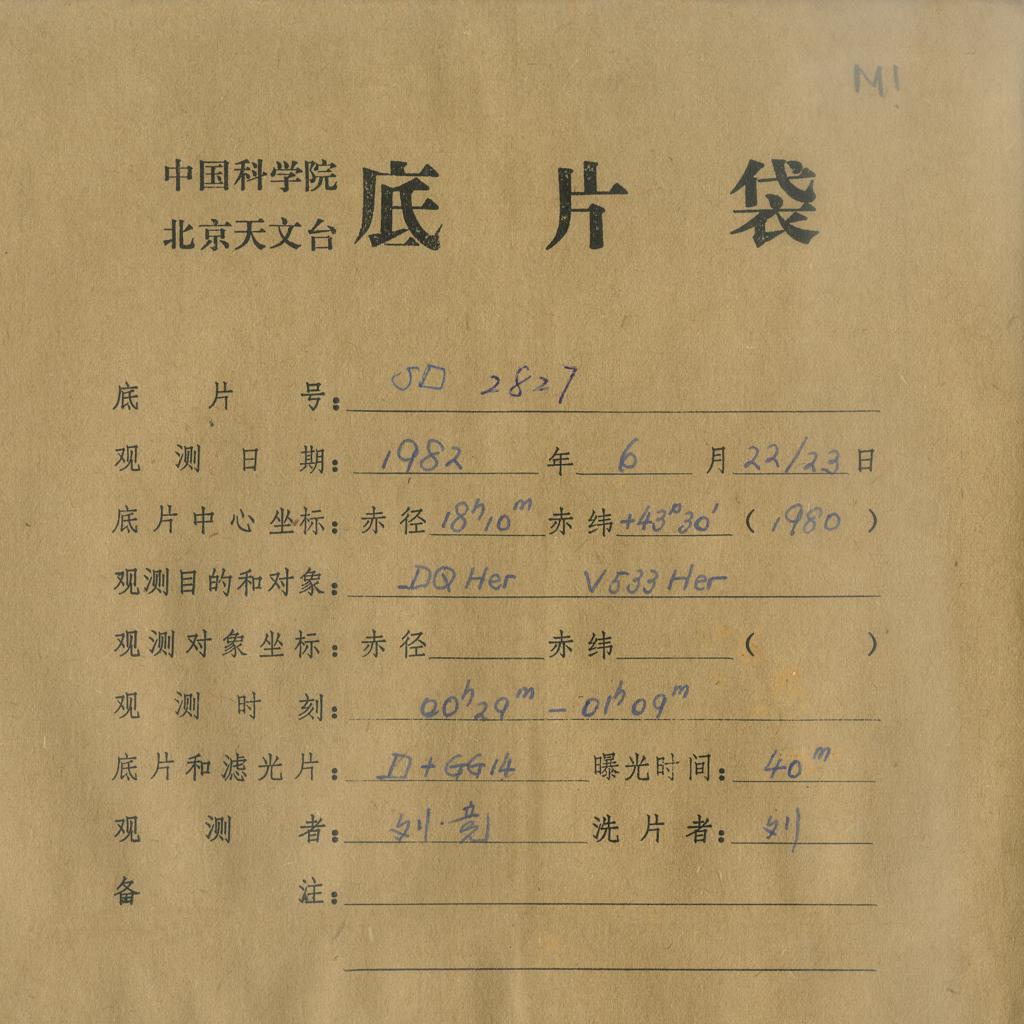 M1
中国科学院
北京天文台 底片袋
底片号： SD 2827
观测日期： 1982 年 6 月 22/23 日
底片中心坐标： 赤径 18h10m 赤纬 +43°30′ ( 1980 )
观测目的和对象： DQ Her V533 Her
观测对象坐标： 赤径 赤纬 ( )
观测时刻： 00h29m — 01h09m
底片和滤光片： D + GG14 曝光时间： 40m
观测者： 刘·竞 洗片者： 刘
备注：